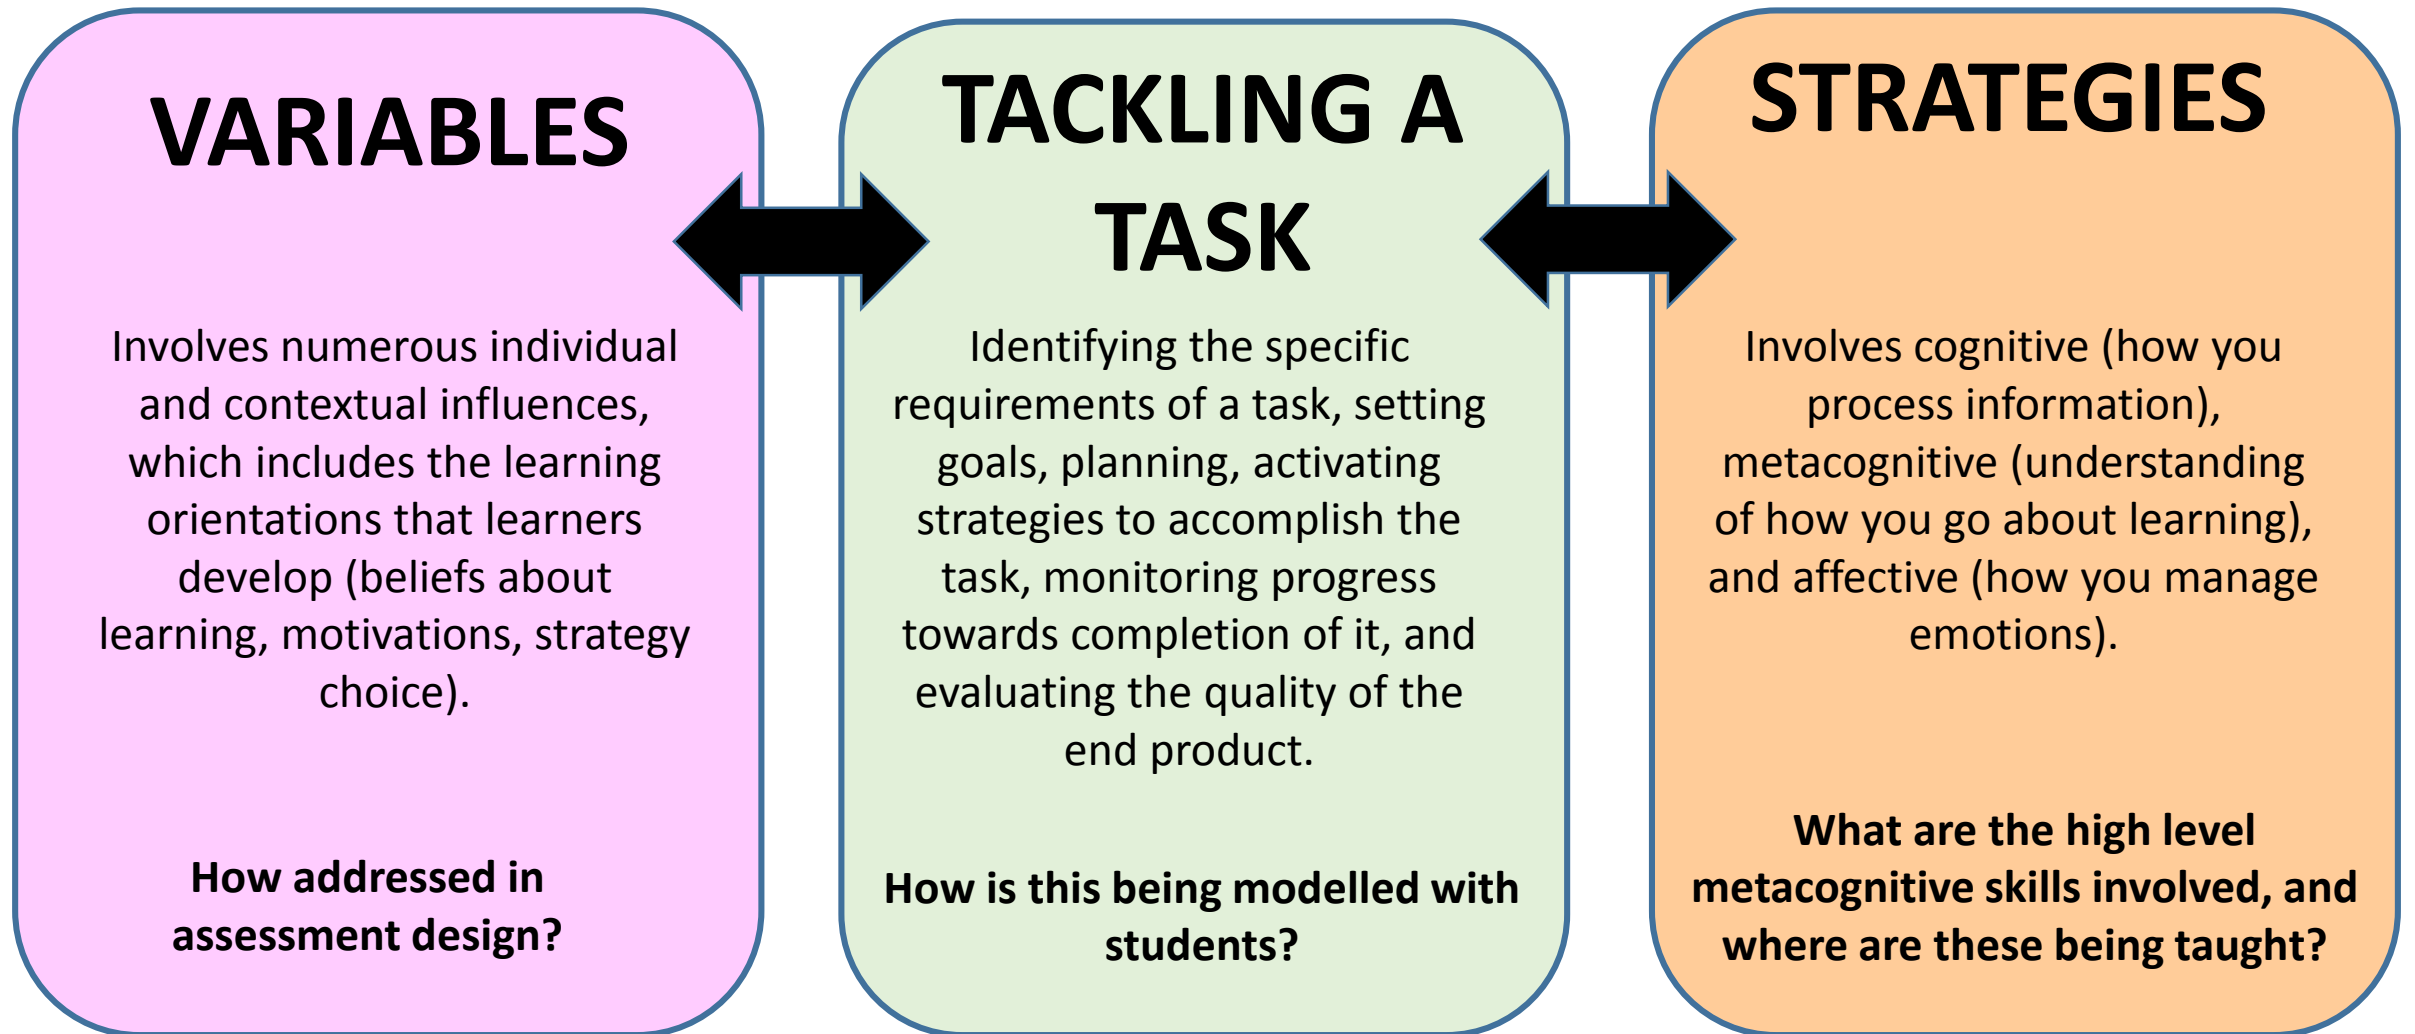 VARIABLES
Involves numerous individual
and contextual influences,
which includes the learning
orientations that learners
develop (beliefs about
learning, motivations, strategy
choice).
How addressed in
assessment design?
TACKLING A
TASK
Identifying the specific
requirements of a task, setting
goals, planning, activating
strategies to accomplish the
task, monitoring progress
towards completion of it, and
evaluating the quality of the
end product.
How is this being modelled with
students?
STRATEGIES
Involves cognitive (how you
process information),
metacognitive (understanding
of how you go about learning),
and affective (how you manage
emotions).
What are the high level
metacognitive skills involved, and
where are these being taught?